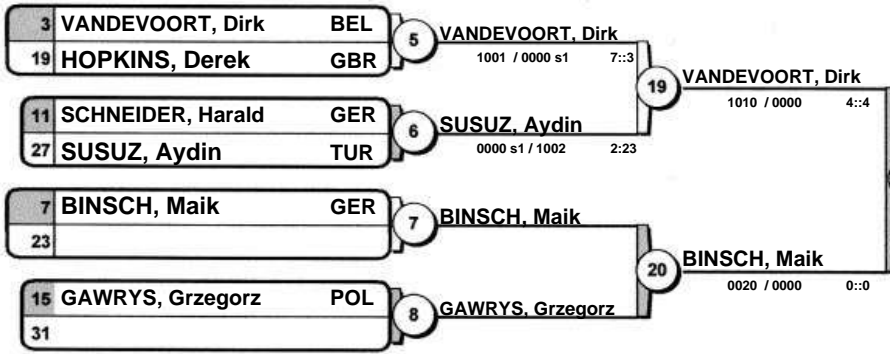 3 VANDEVOORT, Dirk BEL
19 HOPKINS, Derek GBR
5
VANDEVOORT, Dirk
1001 / 0000 s1 7::3
11 SCHNEIDER, Harald GER
27 SUSUZ, Aydin TUR
6
SUSUZ, Aydin
0000 s1 / 1002 2:23
19
VANDEVOORT, Dirk
1010 / 0000 4::4
7 BINSCH, Maik GER
23
7
BINSCH, Maik
15 GAWRYS, Grzegorz POL
31
8
GAWRYS, Grzegorz
20
BINSCH, Maik
0020 / 0000 0::0